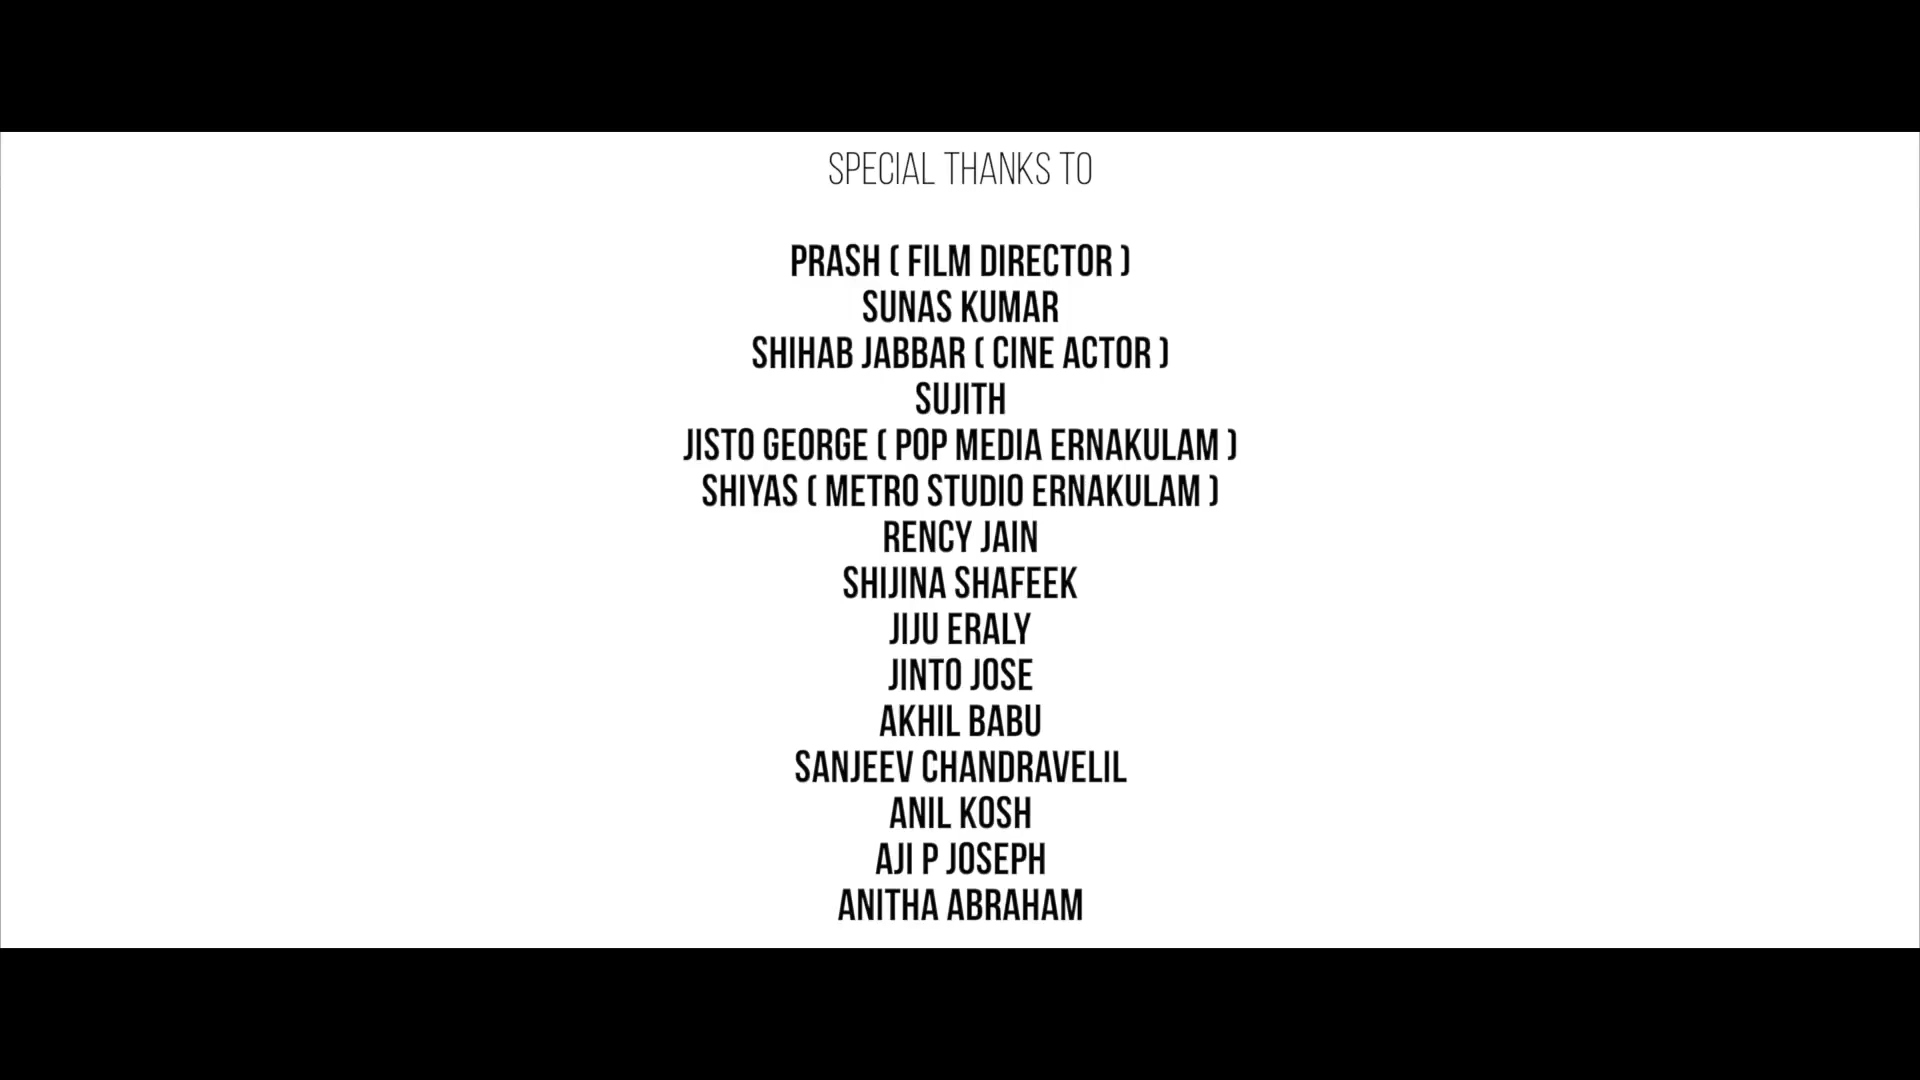 SPECIAL THANKS TO
PRASH ( FILM DIRECTOR )
SUNAS KUMAR
SHIHAB JABBAR ( CINE ACTOR )
SUJITH
JISTO GEORGE ( POP MEDIA ERNAKULAM )
SHIYAS ( METRO STUDIO ERNAKULAM )
RENCY JAIN
SHIJINA SHAFEEK
JIJU ERALY
JINTO JOSE
AKHIL BABU
SANJEEV CHANDRAVELIL
ANIL KOSH
AJI P JOSEPH
ANITHA ABRAHAM